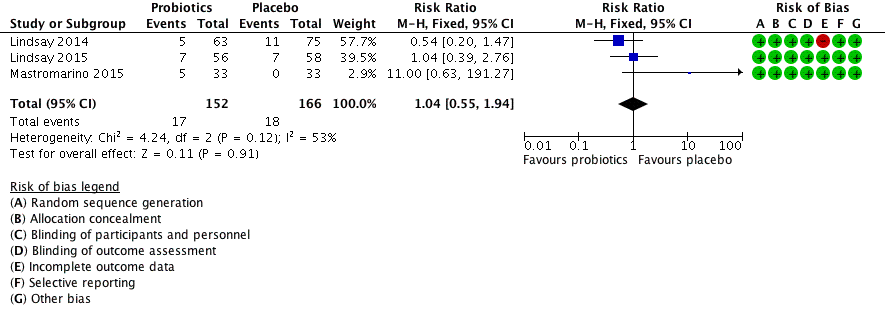 Probiotics Placebo Risk Ratio Risk Ratio Risk of Bias
Study or Subgroup Events Total Events Total Weight M-H, Fixed, 95% CI M-H, Fixed, 95% CI A B C D E F G
Lindsay 2014 5 63 11 75 57.7% 0.54 [0.20, 1.47] + + + + − + +
Lindsay 2015 7 56 7 58 39.5% 1.04 [0.39, 2.76] + + + + + + +
Mastromarino 2015 5 33 0 33 2.9% 11.00 [0.63, 191.27] + + + + + + +
Total (95% CI) 152 166 100.0% 1.04 [0.55, 1.94]
Total events 17 18
Heterogeneity: Chi² = 4.24, df = 2 (P = 0.12); I² = 53%
Test for overall effect: Z = 0.11 (P = 0.91)
0.01 0.1 1 10 100
Favours probiotics Favours placebo
Risk of bias legend
(A) Random sequence generation
(B) Allocation concealment
(C) Blinding of participants and personnel
(D) Blinding of outcome assessment
(E) Incomplete outcome data
(F) Selective reporting
(G) Other bias